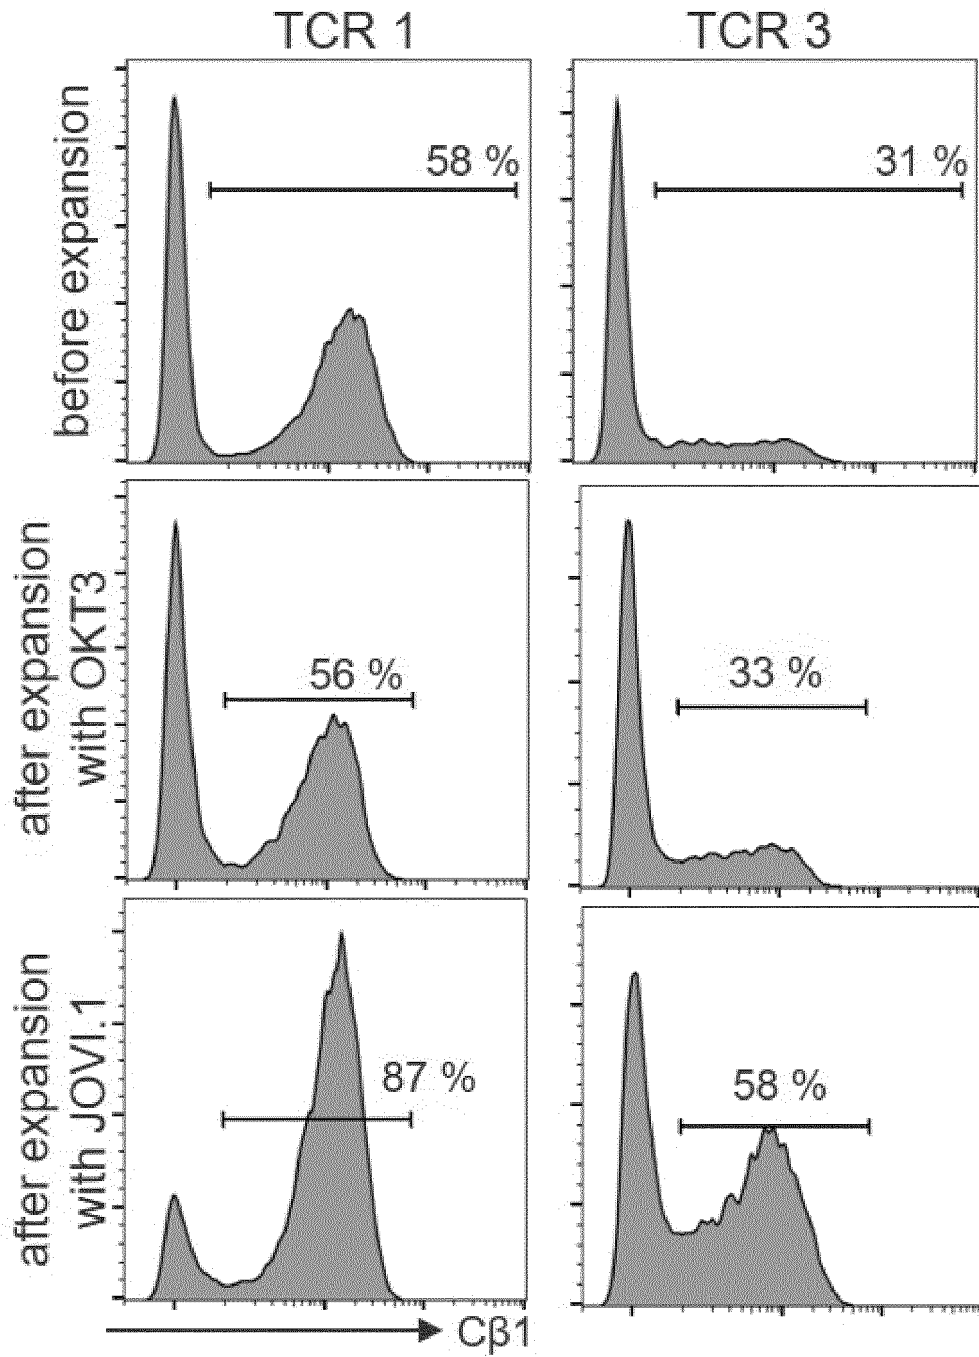 TCR 1
TCR 3
before expansion
58 %
31 %
after expansion
with OKT3
56 %
33 %
after expansion
with JOVI.1
87 %
58 %
Cβ1